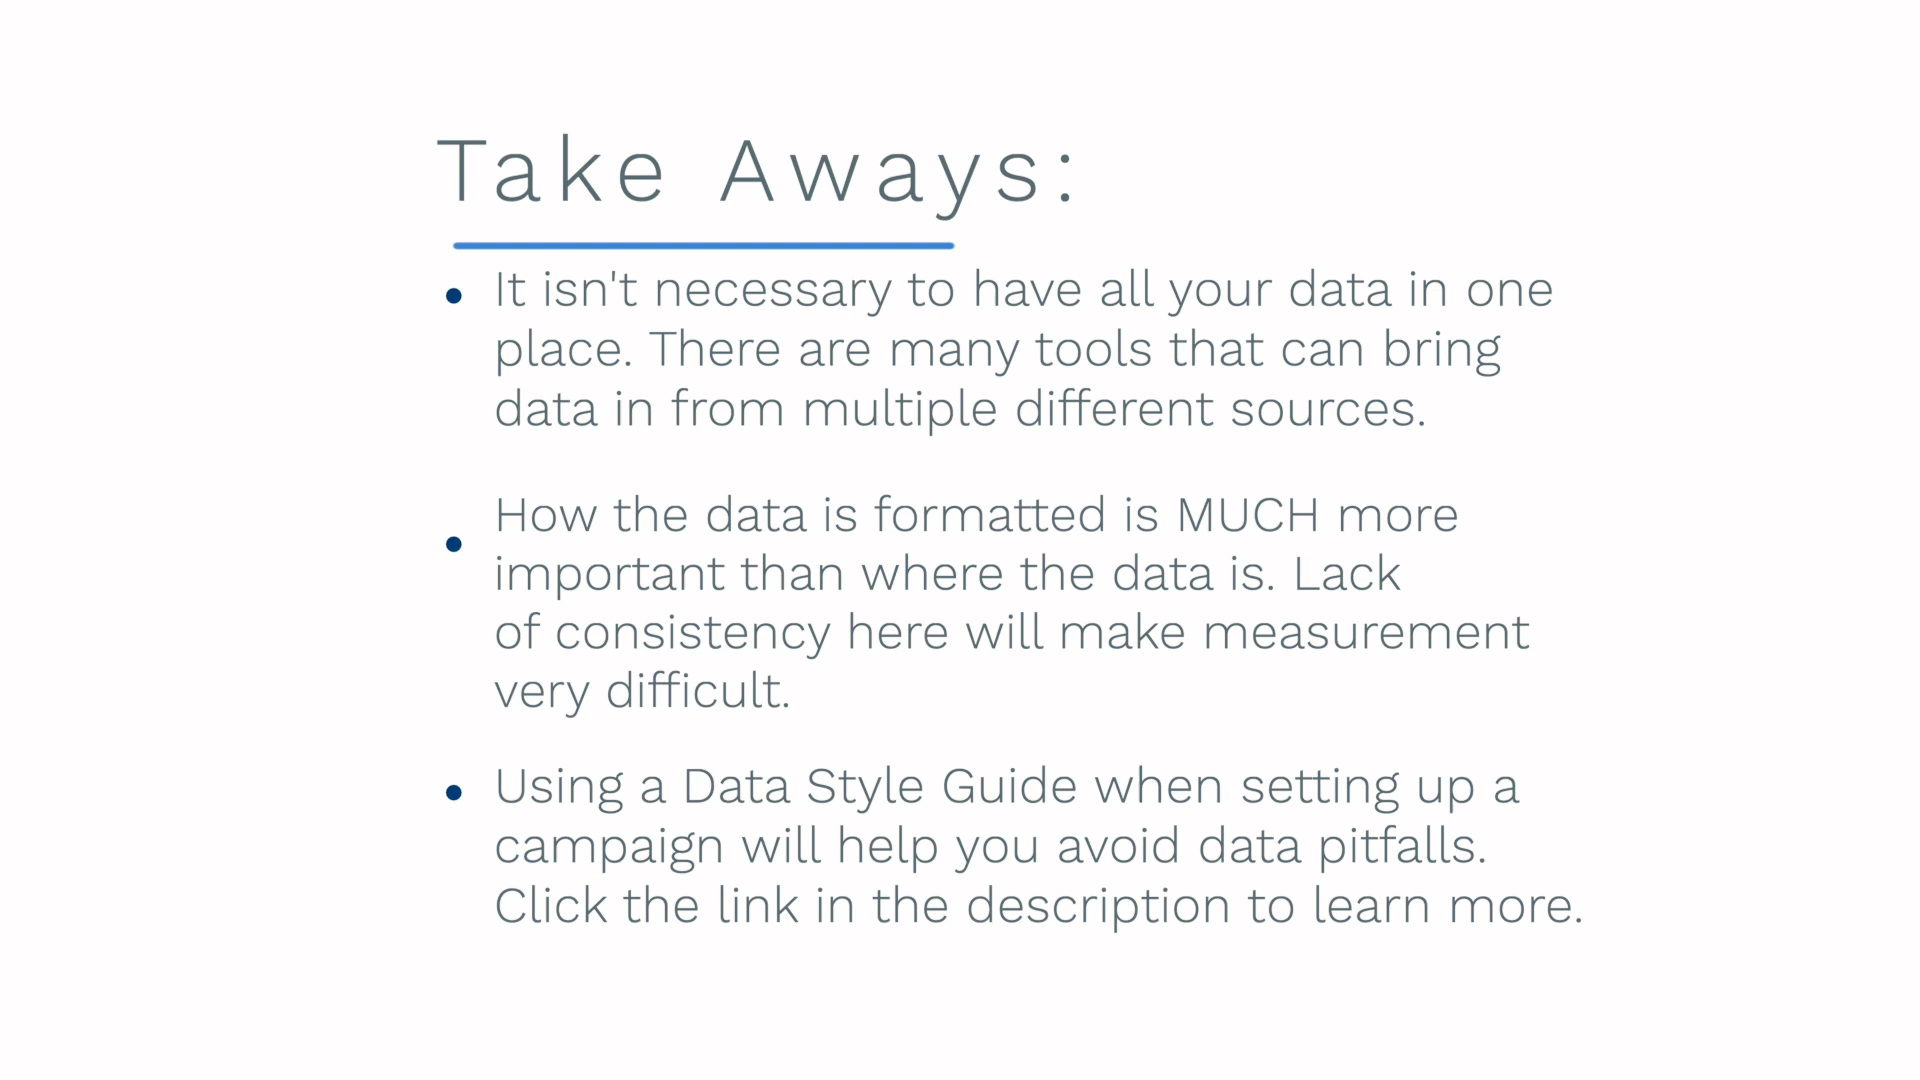 Take Aways:
• It isn't necessary to have all your data in one
place. There are many tools that can bring
data in from multiple different sources.
• How the data is formatted is MUCH more
important than where the data is. Lack
of consistency here will make measurement
very difficult.
• Using a Data Style Guide when setting up a
campaign will help you avoid data pitfalls.
Click the link in the description to learn more.